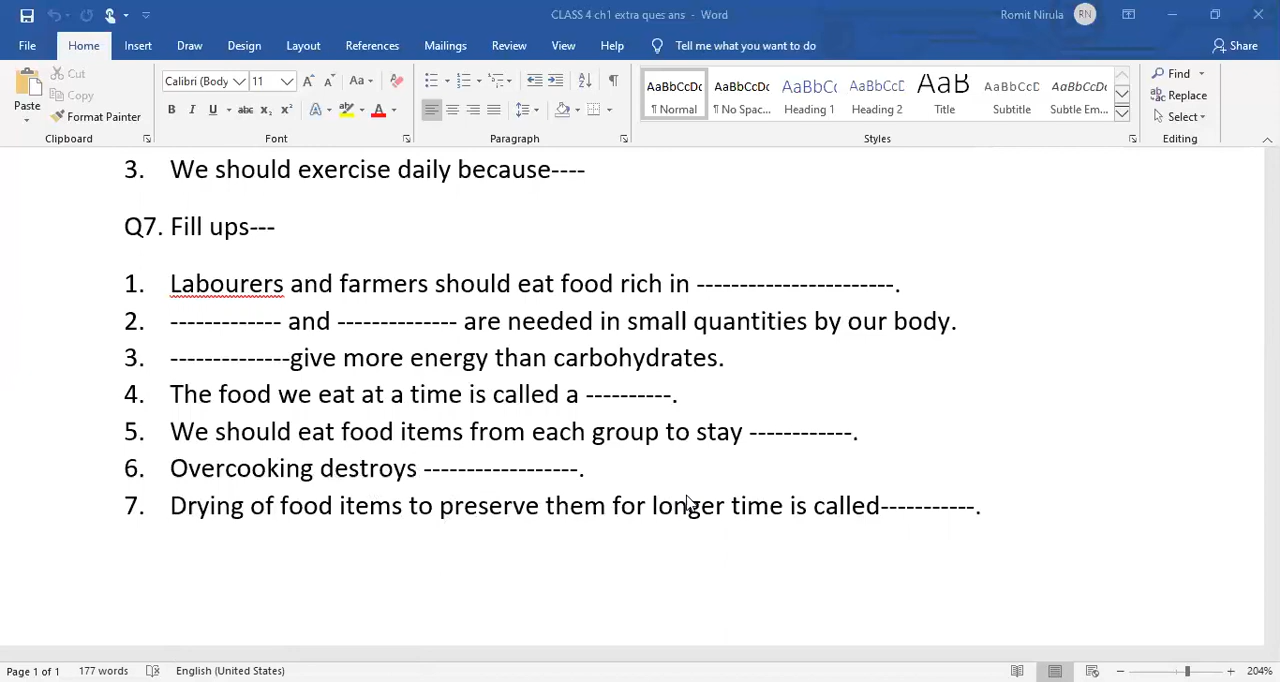 CLASS 4 ch1 extra ques ans - Word
Romit Nirula RN
File Home Insert Draw Design Layout References Mailings Review View Help Tell me what you want to do Share
Paste Cut Copy Format Painter
Calibri (Body 11
AaBbCcDc ¶ Normal
AaBbCcDc ¶ No Spac...
AaBbCc Heading 1
AaBbCcD Heading 2
AaB Title
AaBbCcD Subtitle
AaBbCcDc Subtle Em...
Find Replace Select
Clipboard Font Paragraph Styles Editing
3. We should exercise daily because----
Q7. Fill ups---
1. Labourers and farmers should eat food rich in -----------------------.
2. ------------- and -------------- are needed in small quantities by our body.
3. --------------give more energy than carbohydrates.
4. The food we eat at a time is called a ----------.
5. We should eat food items from each group to stay ------------.
6. Overcooking destroys ------------------.
7. Drying of food items to preserve them for longer time is called-----------.
Page 1 of 1 177 words English (United States) 204%